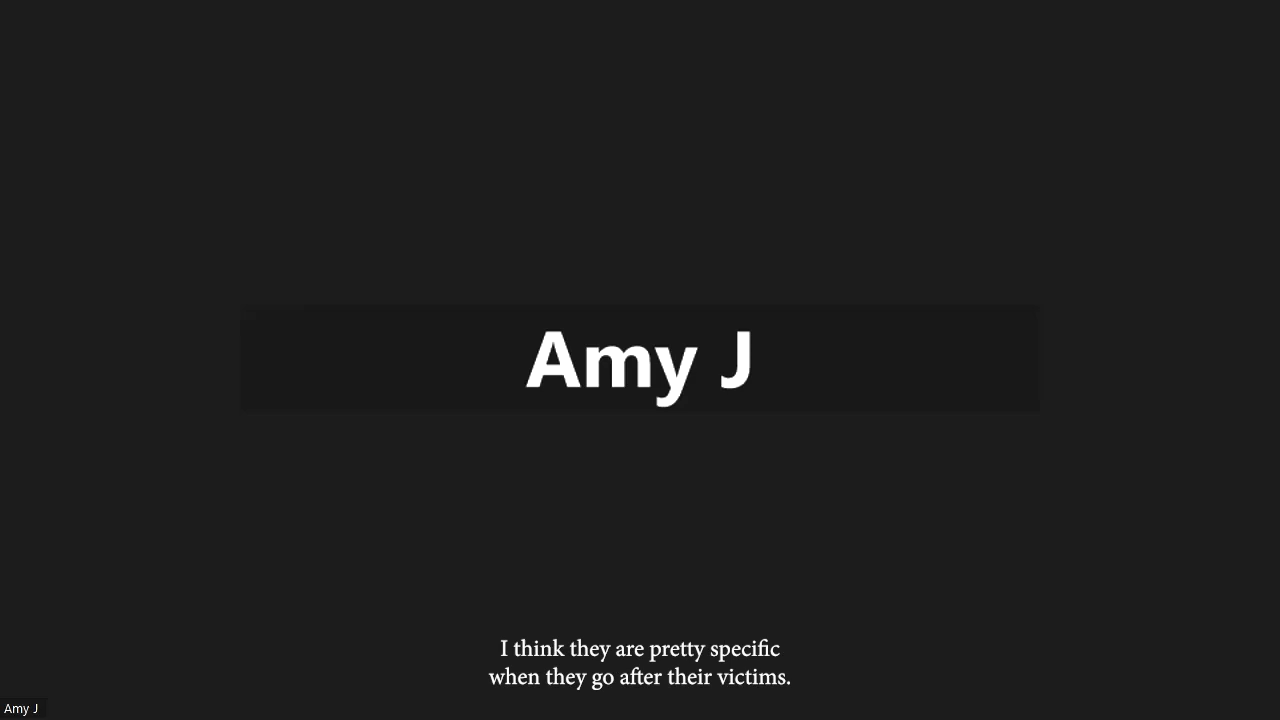 Amy J
I think they are pretty specific
when they go after their victims.
Amy J